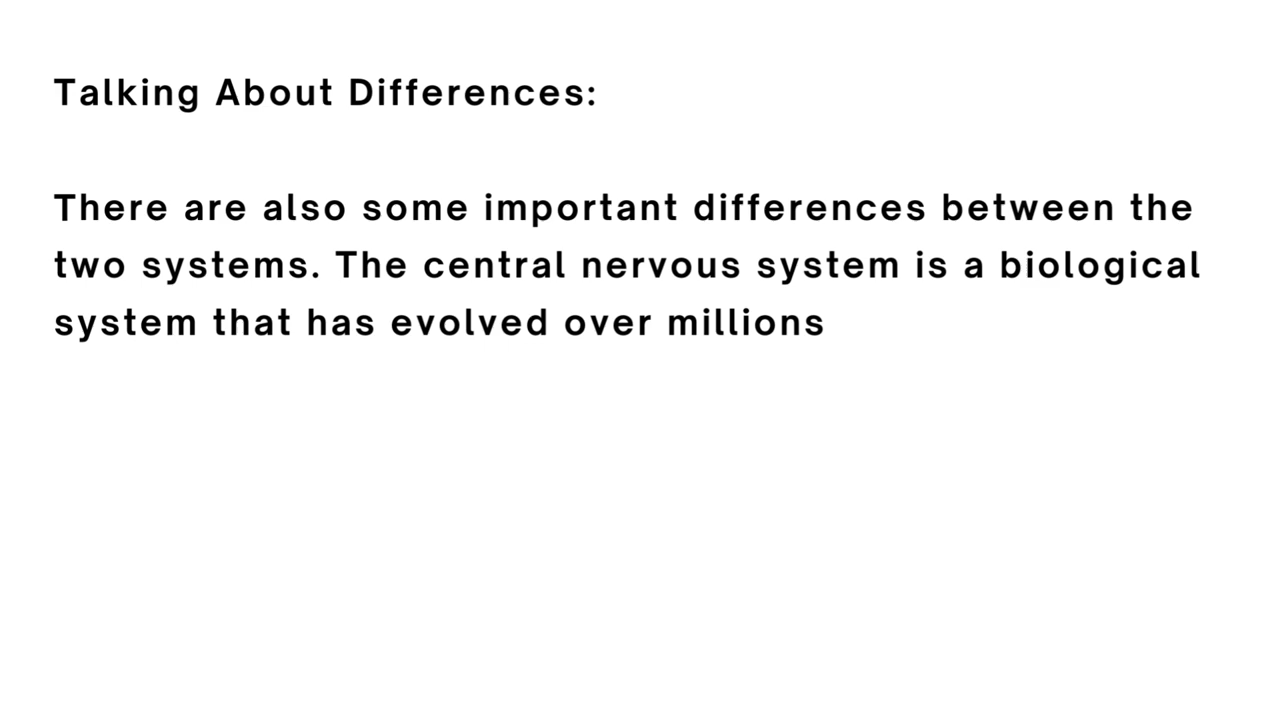 Talking About Differences:
There are also some important differences between the
two systems. The central nervous system is a biological
system that has evolved over millions